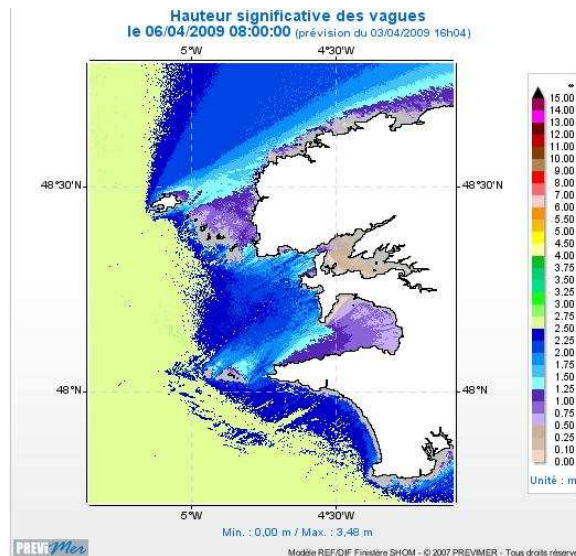 Hauteur significative des vagues
le 06/04/2009 08:00:00 (prévision du 03/04/2009 16h04)
5°W
4°30'W
48°30'N
48°30'N
48°N
48°N
5°W
4°30'W
∞
15.00
14.00
13.00
12.00
11.00
10.00
9.00
8.00
7.00
6.00
5.50
5.00
4.50
4.00
3.75
3.50
3.25
3.00
2.75
2.50
2.25
2.00
1.75
1.50
1.25
1.00
0.75
0.50
0.25
0.10
0.00
Unité : m
Min. : 0,00 m / Max. : 3,48 m
PREVIMer
Modèle REF/DIF Finistère SHOM - © 2007 PREVIMER - Tous droits réservé